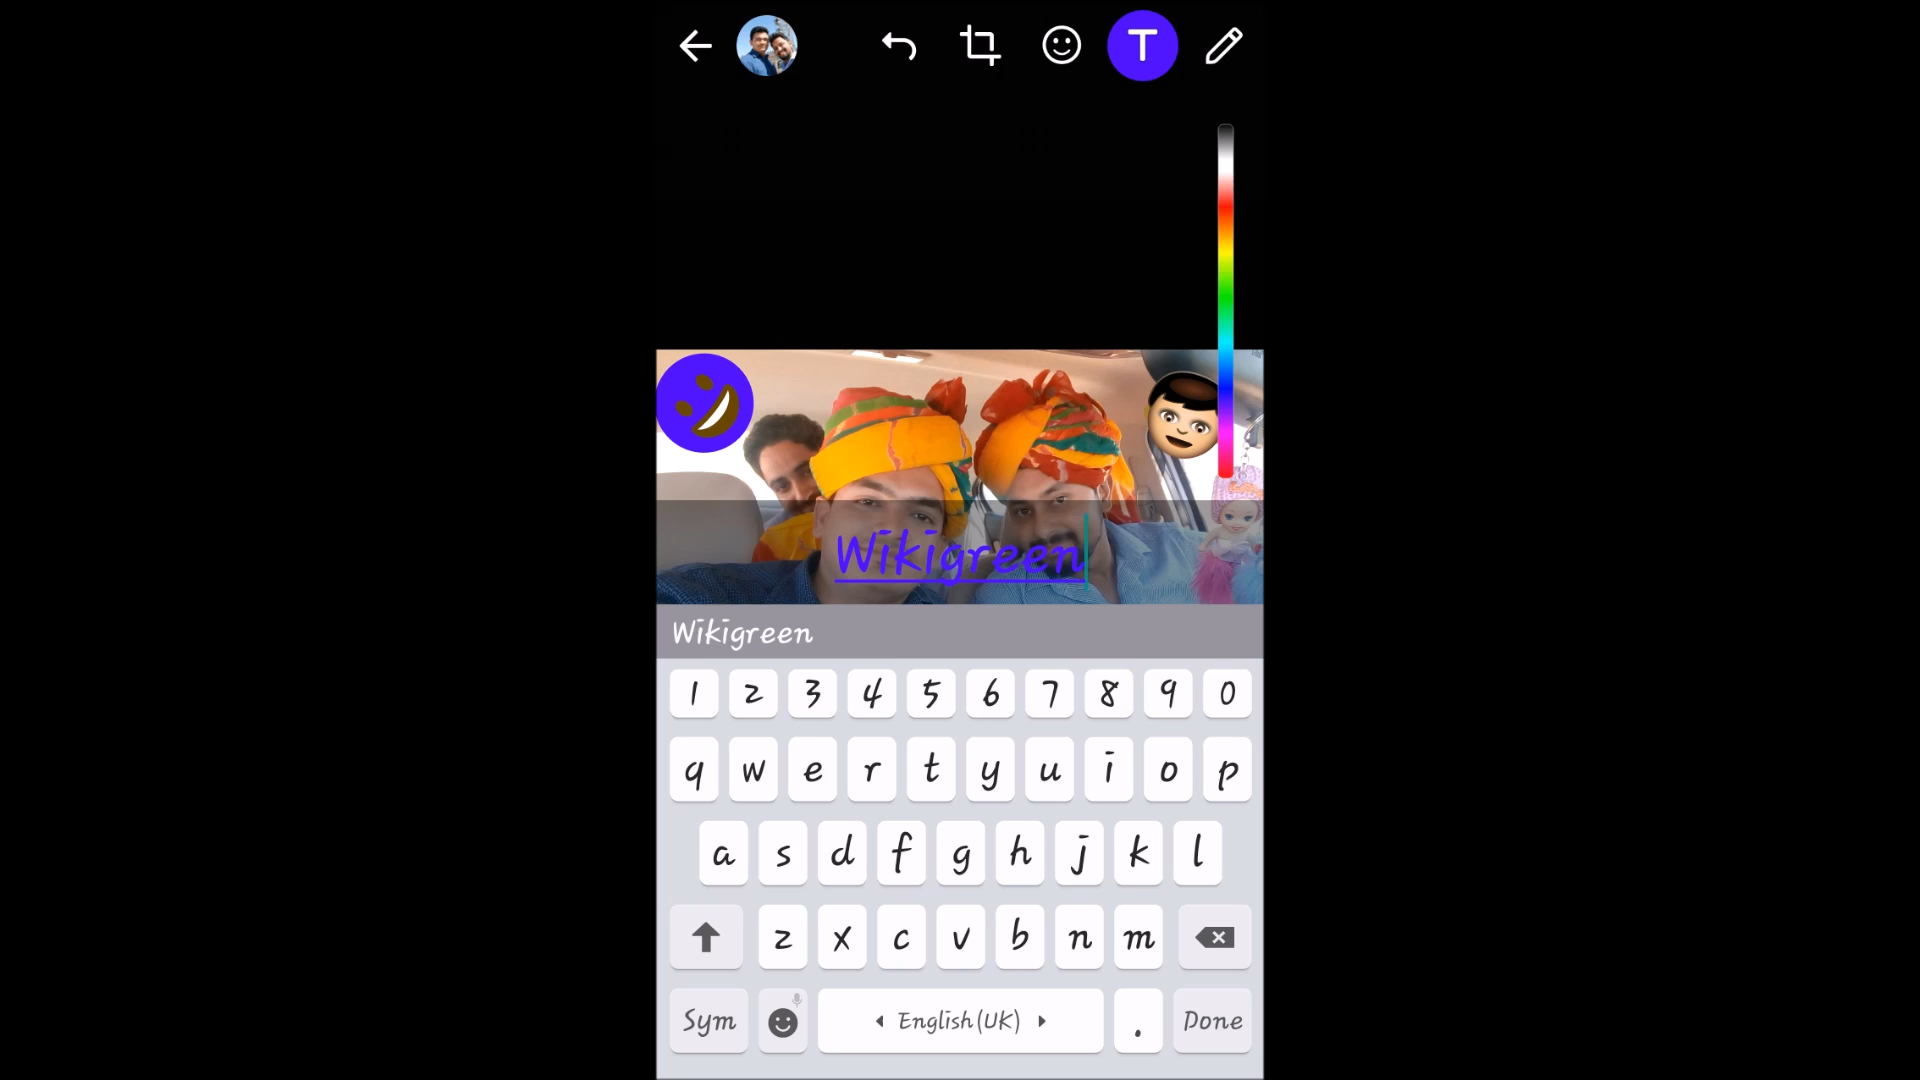 T
Wikigreen
Wikigreen
1 2 3 4 5 6 7 8 9 0
q w e r t y u i o p
a s d f g h j k l
z x c v b n m
Sym English(UK) . Done